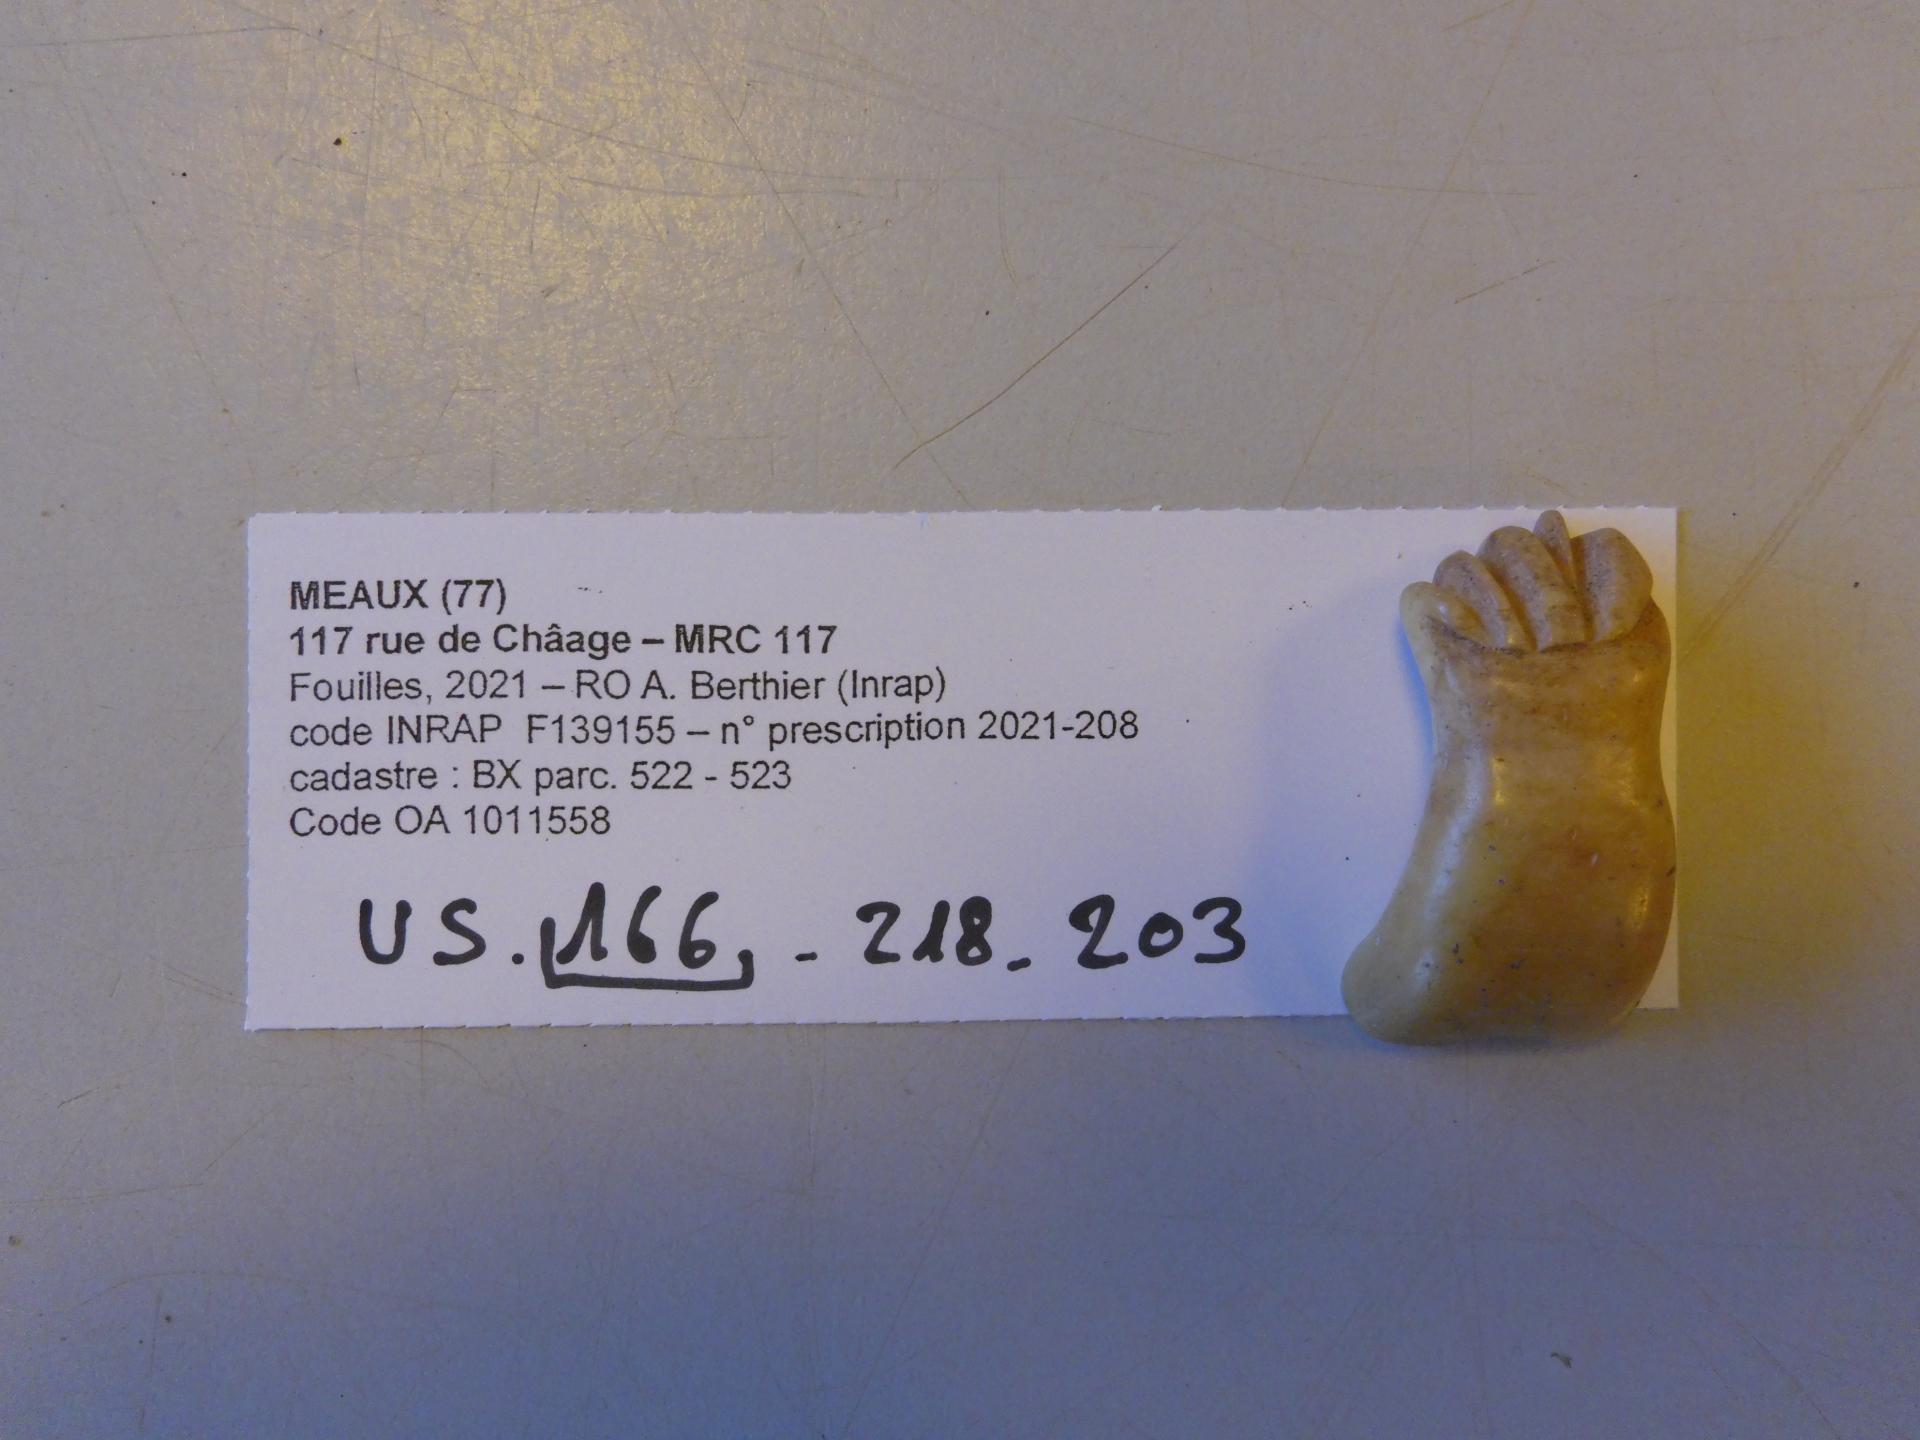 MEAUX (77)
117 rue de Châage – MRC 117
Fouilles, 2021 – RO A. Berthier (Inrap)
code INRAP F139155 – n° prescription 2021-208
cadastre : BX parc. 522 - 523
Code OA 1011558
US. 166 - 218 - 203